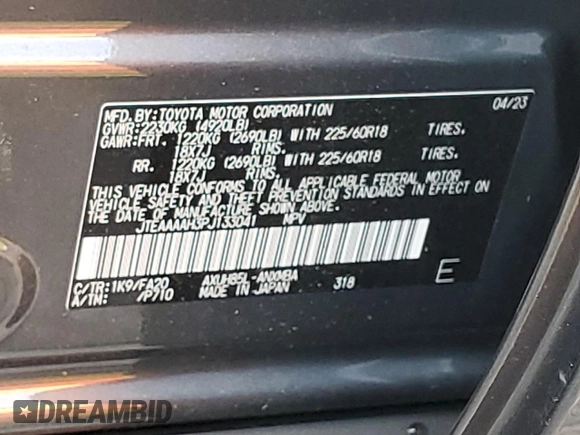 MFD.BY:TOYOTA MOTOR CORPORATION 04/23
GVWR:2230KG (4920LB)
GAWR:FRT. 1220KG (2690LB) WITH 225/60R18 TIRES.
18X7J RIMS.
RR. 1220KG (2690LB) WITH 225/60R18 TIRES.
18X7J RIMS.
THIS VEHICLE CONFORMS TO ALL APPLICABLE FEDERAL MOTOR
VEHICLE SAFETY AND THEFT PREVENTION STANDARDS IN EFFECT ON
THE DATE OF MANUFACTURE SHOWN ABOVE.
JTEAAAAH3PJ133041 MPV
C/TR:1K9/FA20 AXUH85L-ANXMBA
A/TM: /P710 MADE IN JAPAN 318 E
DREAMBID